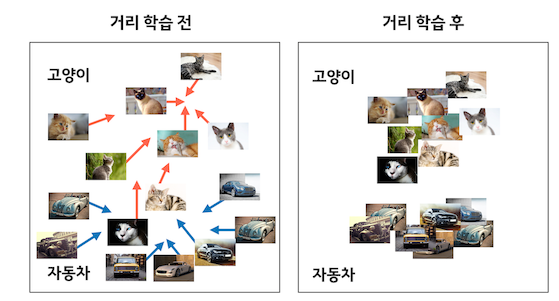 거리 학습 전
거리 학습 후
고양이
고양이
자동차
자동차